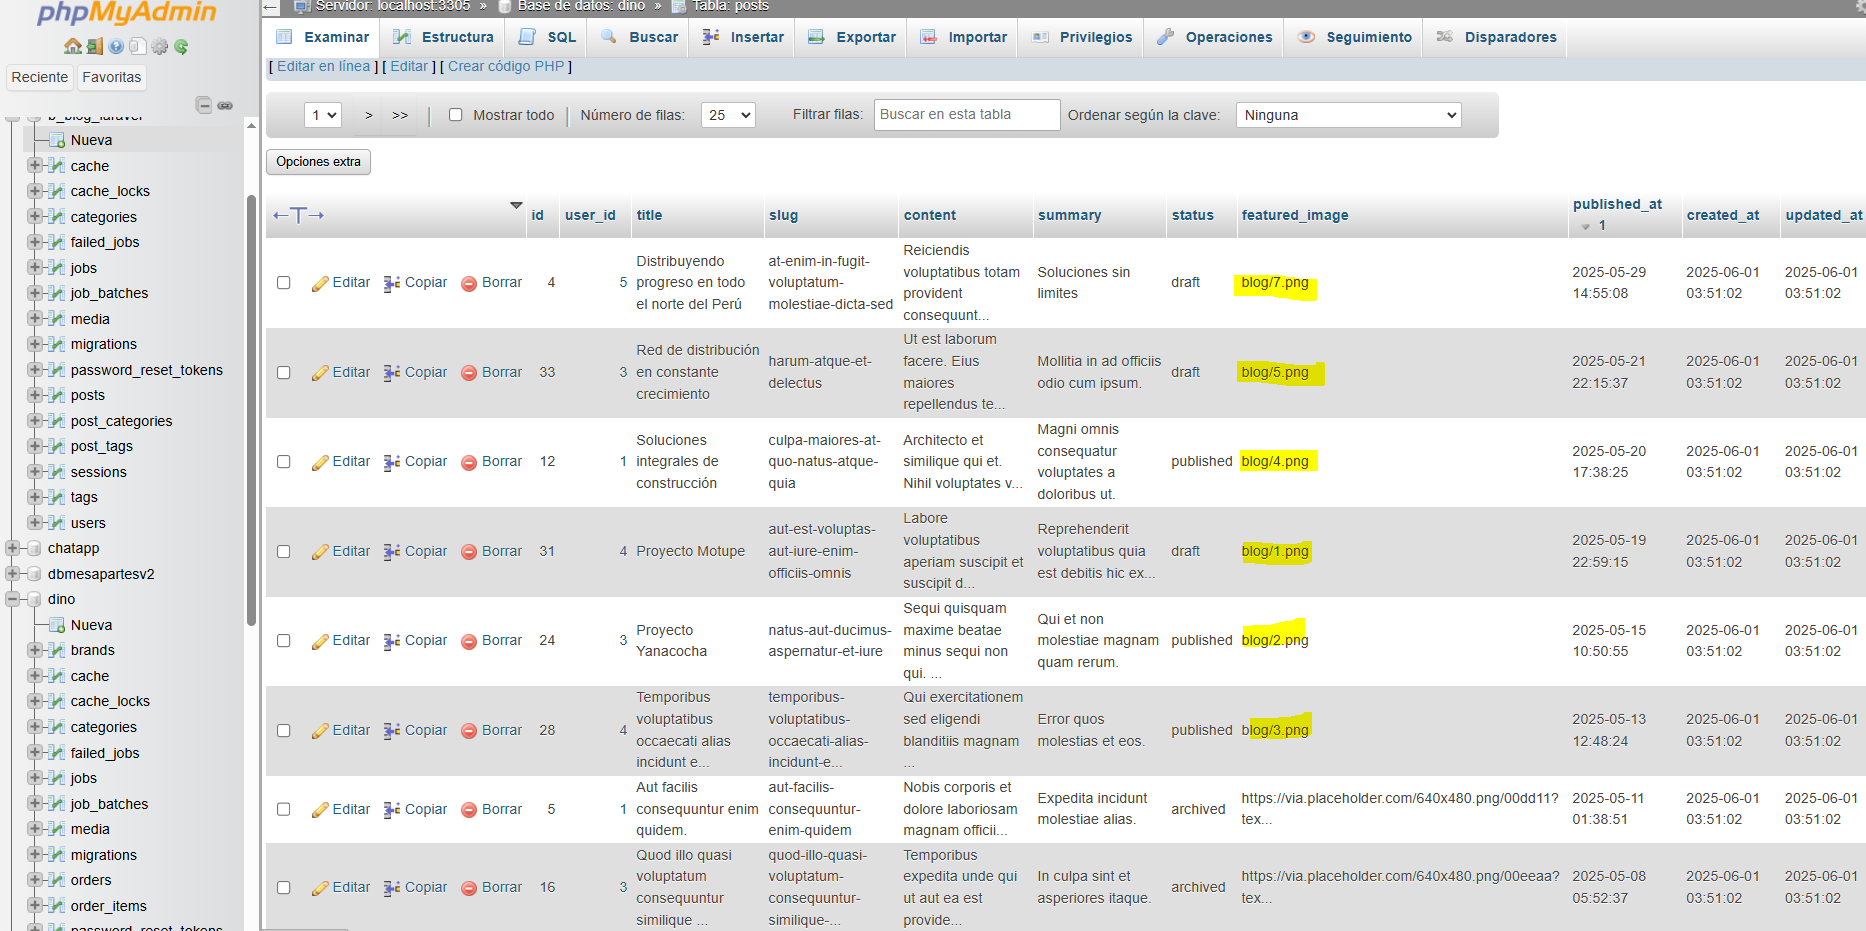 phpMyAdmin
Reciente
Favoritas
b_blog_laravel
Nueva
cache
cache_locks
categories
failed_jobs
jobs
job_batches
media
migrations
password_reset_tokens
posts
post_categories
post_tags
sessions
tags
users
chatapp
dbmesapartesv2
dino
Nueva
brands
cache
cache_locks
categories
failed_jobs
jobs
job_batches
media
migrations
orders
order_items
password_reset_tokens
Servidor: localhost:3305 » Base de datos: dino » Tabla: posts
Examinar Estructura SQL Buscar Insertar Exportar Importar Privilegios Operaciones Seguimiento Disparadores
[ Editar en línea ] [ Editar ] [ Crear código PHP ]
1 > >> | Mostrar todo | Número de filas: 25 Filtrar filas: Buscar en esta tabla Ordenar según la clave: Ninguna
Opciones extra
←T→ id user_id title slug content summary status featured_image published_at 1 created_at updated_at
Editar Copiar Borrar 4 5
Distribuyendo
progreso en todo
el norte del Perú
at-enim-in-fugit-
voluptatum-
molestiae-dicta-sed
Reiciendis
voluptatibus totam
provident
consequunt...
Soluciones sin
limites
draft
blog/7.png
2025-05-29
14:55:08
2025-06-01
03:51:02
2025-06-01
03:51:02
Editar Copiar Borrar 33 3
Red de distribución
en constante
crecimiento
harum-atque-et-
delectus
Ut est laborum
facere. Eius
maiores
repellendus te...
Mollitia in ad officiis
odio cum ipsum.
draft
blog/5.png
2025-05-21
22:15:37
2025-06-01
03:51:02
2025-06-01
03:51:02
Editar Copiar Borrar 12 1
Soluciones
integrales de
construcción
culpa-maiores-at-
quo-natus-atque-
quia
Architecto et
similique qui et.
Nihil voluptates v...
Magni omnis
consequatur
voluptates a
doloribus ut.
published
blog/4.png
2025-05-20
17:38:25
2025-06-01
03:51:02
2025-06-01
03:51:02
Editar Copiar Borrar 31 4
Proyecto Motupe
aut-est-voluptas-
aut-iure-enim-
officiis-omnis
Labore
voluptatibus
aperiam suscipit et
suscipit d...
Reprehenderit
voluptatibus quia
est debitis hic ex...
draft
blog/1.png
2025-05-19
22:59:15
2025-06-01
03:51:02
2025-06-01
03:51:02
Editar Copiar Borrar 24 3
Proyecto
Yanacocha
natus-aut-ducimus-
aspernatur-et-iure
Sequi quisquam
maxime beatae
minus sequi non
qui. ...
Qui et non
molestiae magnam
quam rerum.
published
blog/2.png
2025-05-15
10:50:55
2025-06-01
03:51:02
2025-06-01
03:51:02
Editar Copiar Borrar 28 4
Temporibus
voluptatibus
occaecati alias
incidunt e...
temporibus-
voluptatibus-
occaecati-alias-
incidunt-e...
Qui exercitationem
sed eligendi
blanditiis magnam
...
Error quos
molestias et eos.
published
blog/3.png
2025-05-13
12:48:24
2025-06-01
03:51:02
2025-06-01
03:51:02
Editar Copiar Borrar 5 1
Aut facilis
consequuntur enim
quidem.
aut-facilis-
consequuntur-
enim-quidem
Nobis corporis et
dolore laboriosam
magnam officii...
Expedita incidunt
molestiae alias.
archived
https://via.placeholder.com/640x480.png/00dd11?
tex...
2025-05-11
01:38:51
2025-06-01
03:51:02
2025-06-01
03:51:02
Editar Copiar Borrar 16 3
Quod illo quasi
voluptatum
consequuntur
similique ...
quod-illo-quasi-
voluptatum-
consequuntur-
similique-...
Temporibus
expedita unde qui
ut aut ea est
provide...
In culpa sint et
asperiores itaque.
archived
https://via.placeholder.com/640x480.png/00eeaa?
tex...
2025-05-08
05:52:37
2025-06-01
03:51:02
2025-06-01
03:51:02